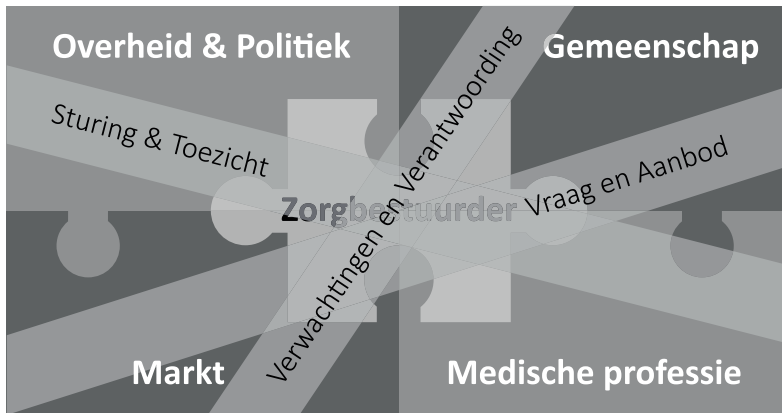 Overheid & Politiek
Gemeenschap
Sturing & Toezicht
Verwachtingen en Verantwoording
Vraag en Aanbod
Zorgbestuurder
Markt
Medische professie